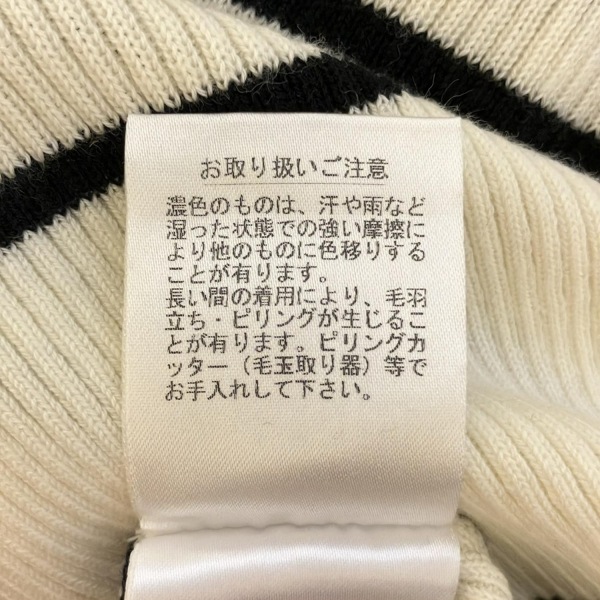 お取り扱いご注意
濃色のものは、汗や雨など
湿った状態での強い摩擦に
より他のものに色移りする
ことが有ります。
長い間の着用により、毛羽
立ち・ピリングが生じるこ
とが有ります。ピリングカ
ッター（毛玉取り器）等で
お手入れして下さい。